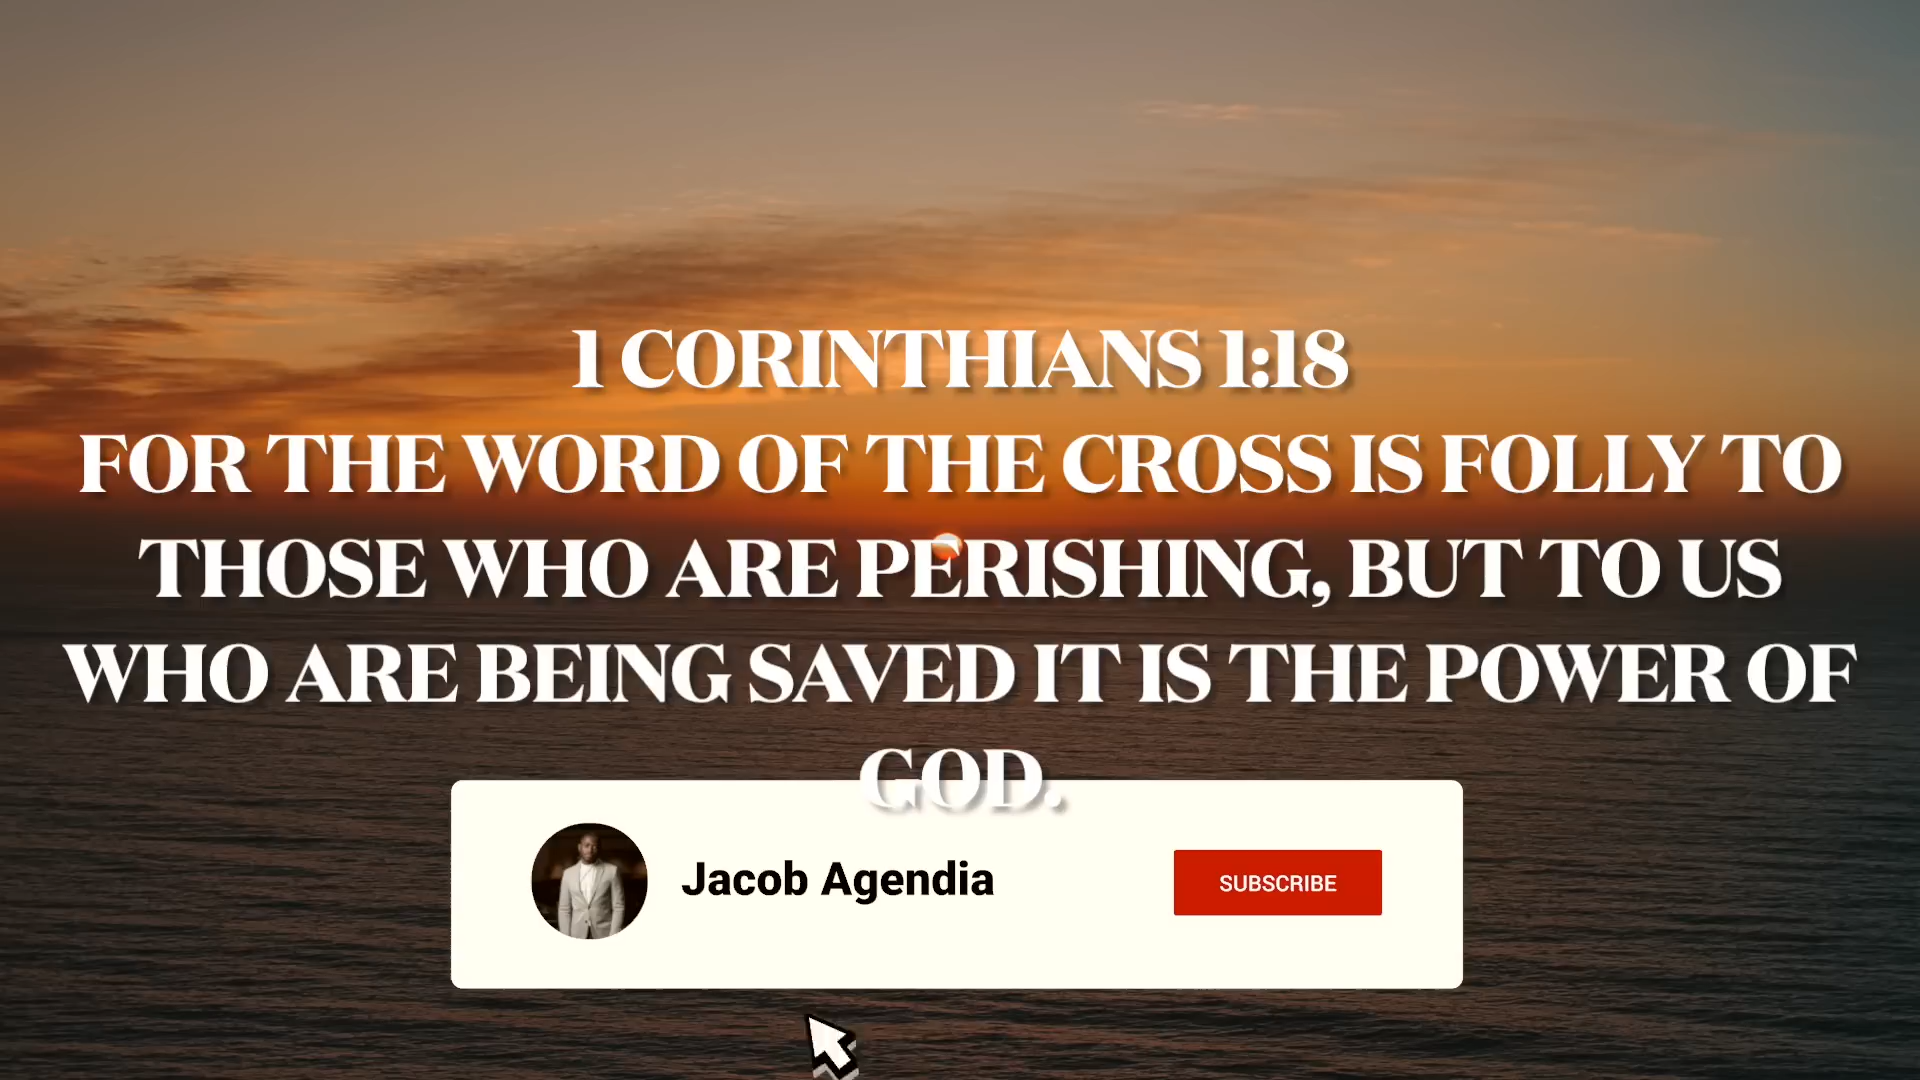 1 CORINTHIANS 1:18
FOR THE WORD OF THE CROSS IS FOLLY TO
THOSE WHO ARE PERISHING, BUT TO US
WHO ARE BEING SAVED IT IS THE POWER OF
GOD.
Jacob Agendia
SUBSCRIBE